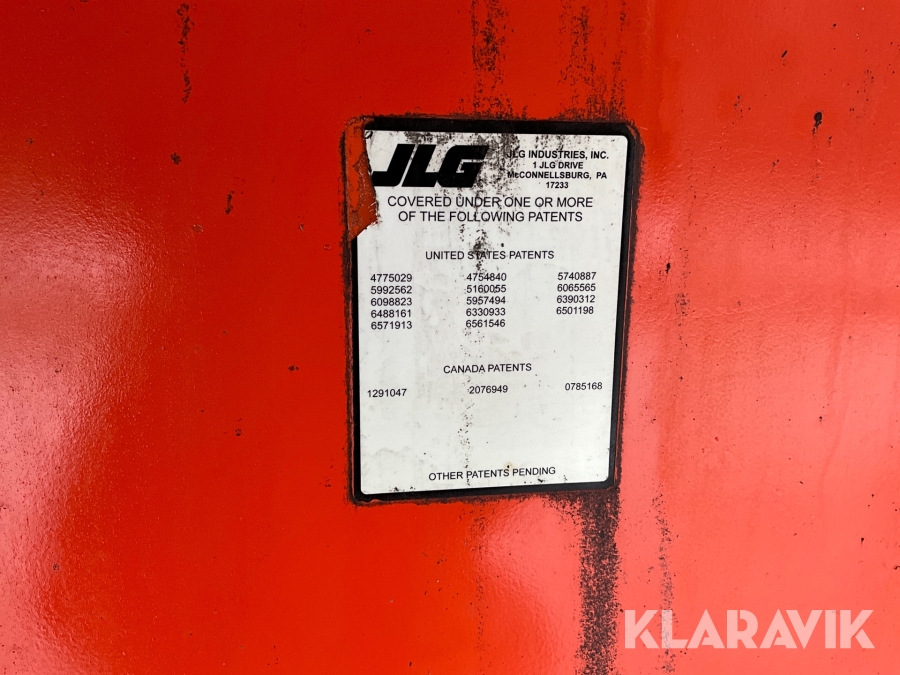 JLG
JLG INDUSTRIES, INC.
1 JLG DRIVE
McCONNELLSBURG, PA
17233
COVERED UNDER ONE OR MORE
OF THE FOLLOWING PATENTS
UNITED STATES PATENTS
4775029 4754840 5740887
5992562 5160055 6065565
6098823 5957494 6390312
6488161 6330933 6501198
6571913 6561546
CANADA PATENTS
1291047 2076949 0785168
OTHER PATENTS PENDING
KLARAVIK